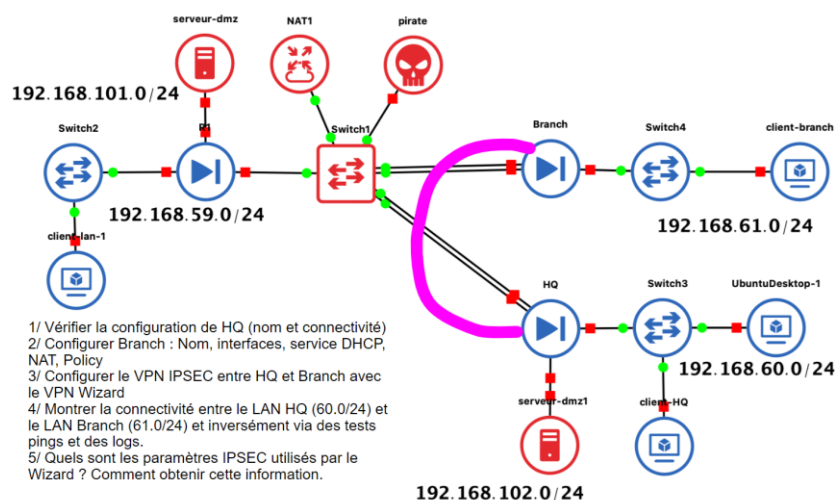 serveur-dmz
NAT1
pirate
192.168.101.0/24
Switch2
Switch1
Branch
Switch4
client-branch
192.168.59.0/24
192.168.61.0/24
client-lan-1
HQ
Switch3
UbuntuDesktop-1
1/ Vérifier la configuration de HQ (nom et connectivité)
2/ Configurer Branch : Nom, interfaces, service DHCP,
NAT, Policy
3/ Configurer le VPN IPSEC entre HQ et Branch avec
le VPN Wizard
4/ Montrer la connectivité entre le LAN HQ (60.0/24) et
le LAN Branch (61.0/24) et inversément via des tests
pings et des logs.
5/ Quels sont les paramètres IPSEC utilisés par le
Wizard ? Comment obtenir cette information.
192.168.60.0/24
serveur-dmz1
client-HQ
192.168.102.0/24